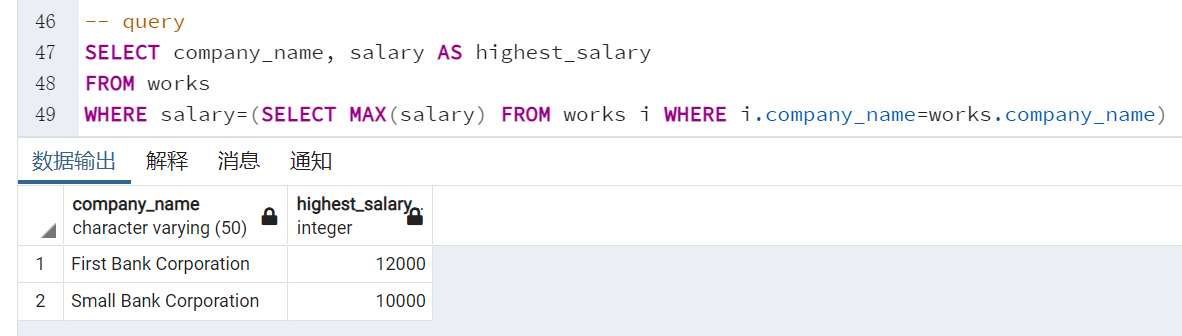 46 -- query
47 SELECT company_name, salary AS highest_salary
48 FROM works
49 WHERE salary=(SELECT MAX(salary) FROM works i WHERE i.company_name=works.company_name)
数据输出 解释 消息 通知
company_name highest_salary
character varying (50) integer
1 First Bank Corporation 12000
2 Small Bank Corporation 10000